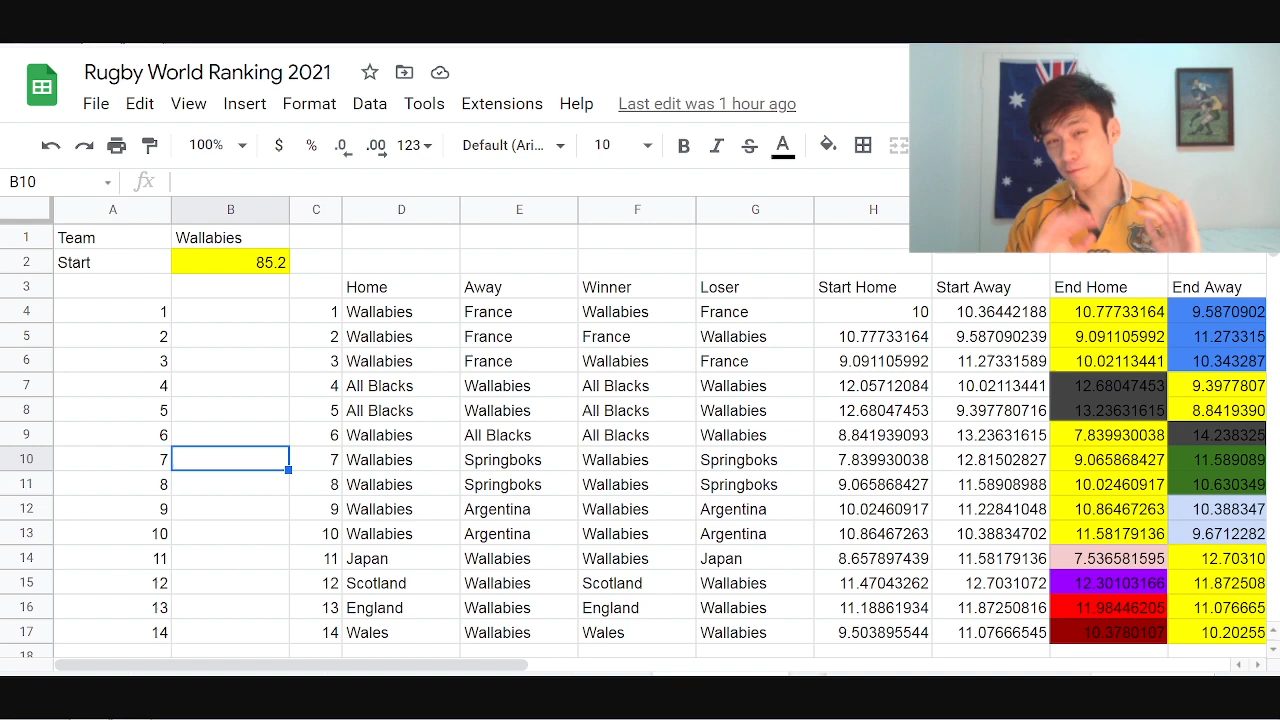 Rugby World Ranking 2021
File Edit View Insert Format Data Tools Extensions Help Last edit was 1 hour ago
100% $ % .0 .00 123 Default (Ari... 10 B I S A
B10 fx
A B C D E F G H
1 Team Wallabies
2 Start 85.2
3 Home Away Winner Loser Start Home Start Away End Home End Away
4 1 1 Wallabies France Wallabies France 10 10.36442188 10.77733164 9.5870902
5 2 2 Wallabies France France Wallabies 10.77733164 9.587090239 9.091105992 11.273315
6 3 3 Wallabies France Wallabies France 9.091105992 11.27331589 10.02113441 10.343287
7 4 4 All Blacks Wallabies All Blacks Wallabies 12.05712084 10.02113441 12.68047453 9.3977807
8 5 5 All Blacks Wallabies All Blacks Wallabies 12.68047453 9.397780716 13.23631615 8.8419390
9 6 6 Wallabies All Blacks All Blacks Wallabies 8.841939093 13.23631615 7.839930038 14.238325
10 7 7 Wallabies Springboks Wallabies Springboks 7.839930038 12.81502827 9.065868427 11.589089
11 8 8 Wallabies Springboks Wallabies Springboks 9.065868427 11.58908988 10.02460917 10.630349
12 9 9 Wallabies Argentina Wallabies Argentina 10.02460917 11.22841048 10.86467263 10.388347
13 10 10 Wallabies Argentina Wallabies Argentina 10.86467263 10.38834702 11.58179136 9.6712282
14 11 11 Japan Wallabies Wallabies Japan 8.657897439 11.58179136 7.536581595 12.70310
15 12 12 Scotland Wallabies Scotland Wallabies 11.47043262 12.7031072 12.30103166 11.872508
16 13 13 England Wallabies England Wallabies 11.18861934 11.87250816 11.98446205 11.076665
17 14 14 Wales Wallabies Wales Wallabies 9.503895544 11.07666545 10.3780107 10.20255
18